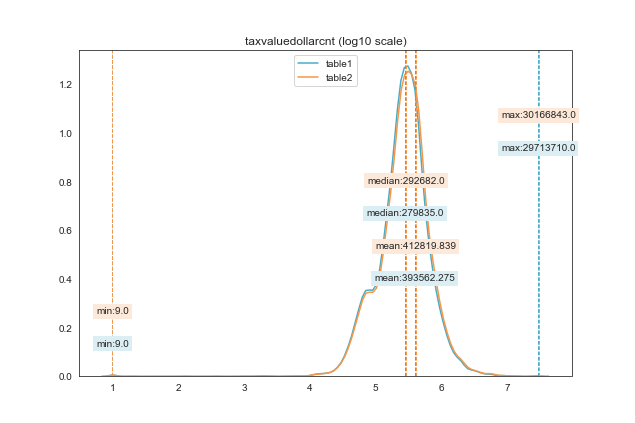 taxvaluedollarcnt (log10 scale)
table1
table2
1.2
1.0
0.8
0.6
0.4
0.2
0.0
max:30166843.0
max:29713710.0
median:292682.0
median:279835.0
mean:412819.839
mean:393562.275
min:9.0
min:9.0
1 2 3 4 5 6 7